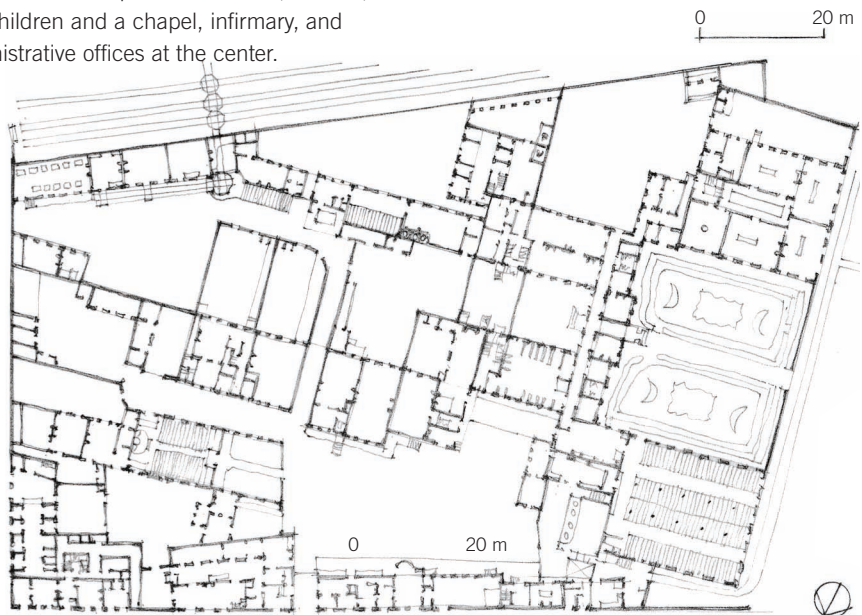 children and a chapel, infirmary, and
istrative offices at the center.
0 20 m
0 20 m